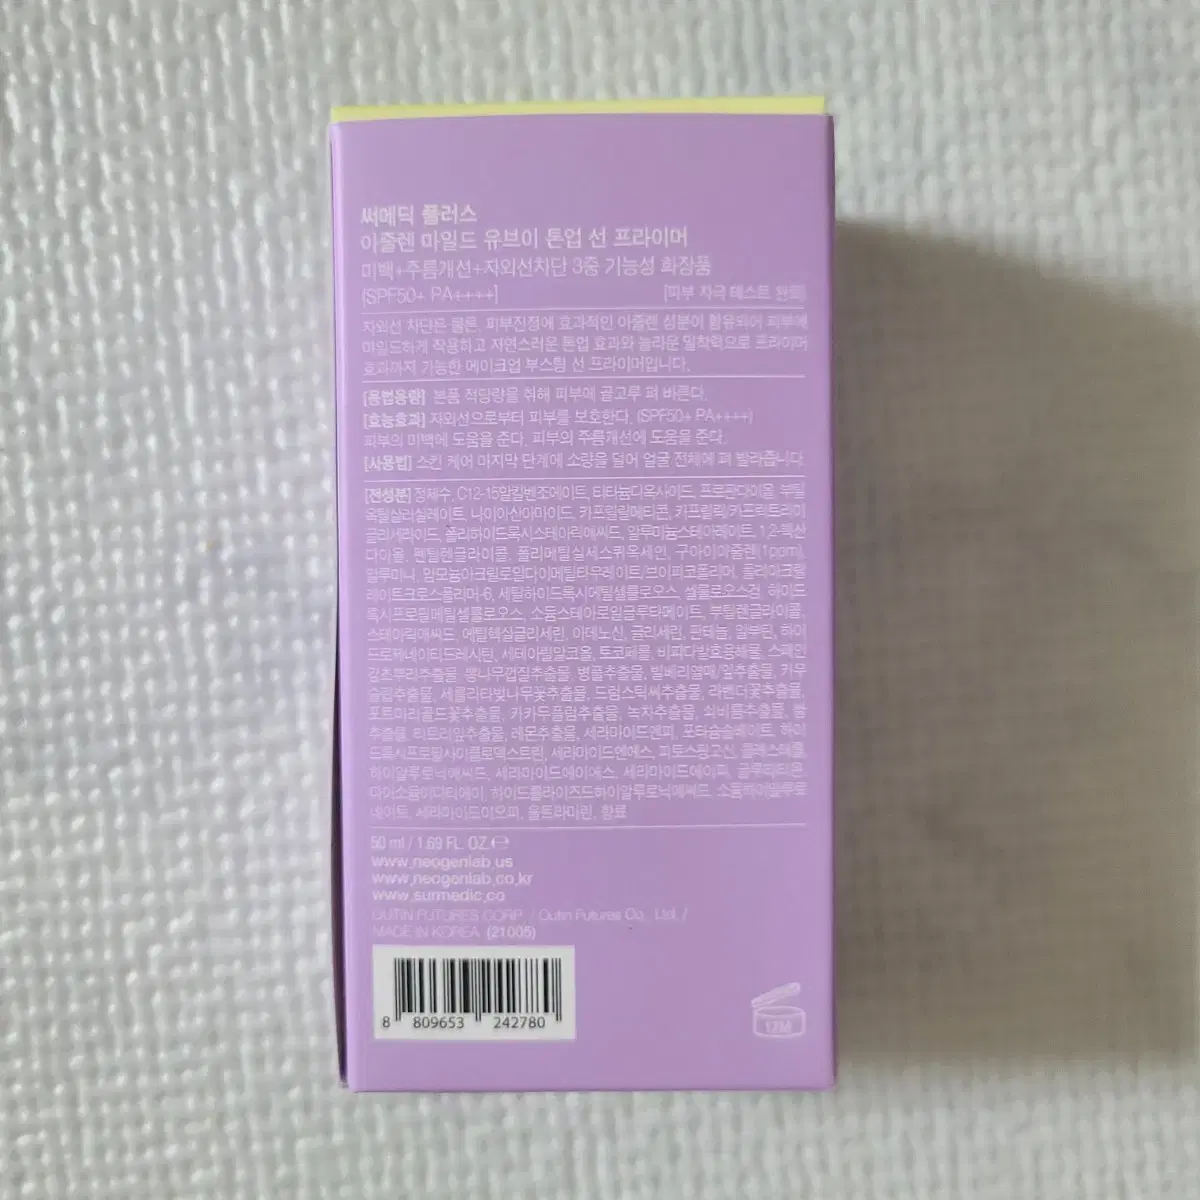 써메딕 플러스
아줄렌 마일드 유브이 톤업 선 프라이머
미백+주름개선+자외선차단 3중 기능성 화장품
(SPF50+ PA++++) [피부 자극 테스트 완료]
자외선 차단은 물론, 피부진정에 효과적인 아줄렌 성분이 함유되어 피부에
마일드하게 작용하고 자연스러운 톤업 효과와 놀라운 밀착력으로 프라이머
효과까지 가능한 메이크업 부스팅 선 프라이머입니다.
[용법용량] 본품 적당량을 취해 피부에 골고루 펴 바른다.
[효능효과] 자외선으로부터 피부를 보호한다. (SPF50+ PA++++)
피부의 미백에 도움을 준다. 피부의 주름개선에 도움을 준다.
[사용법] 스킨 케어 마지막 단계에 소량을 덜어 얼굴 전체에 펴 발라줍니다.
[전성분] 정제수, C12-15알킬벤조에이트, 티타늄디옥사이드, 프로판다이올, 부틸
옥틸살리실레이트, 나이아신아마이드, 카프릴릴메티콘, 카프릴릭/카프릭트라이
글리세라이드, 폴리하이드록시스테아릭애씨드, 알루미늄스테아레이트, 1,2-헥산
다이올, 펜틸렌글라이콜, 폴리메틸실세스퀴옥세인, 구아이아줄렌(1ppm),
알루미나, 암모늄아크릴로일다이메틸타우레이트/브이피코폴리머, 폴리아크릴
레이트크로스폴리머-6, 세틸하이드록시에틸셀룰로오스, 셀룰로오스검, 하이드
록시프로필메틸셀룰로오스, 소듐스테아로일글루타메이트, 부틸렌글라이콜,
스테아릭애씨드, 에틸헥실글리세린, 아데노신, 글리세린, 판테놀, 알부틴, 하이
드로제네이티드레시틴, 세테아릴알코올, 토코페롤, 비피다발효용해물, 스페인
감초뿌리추출물, 뽕나무껍질추출물, 병풀추출물, 빌베리열매/잎추출물, 카무
슬림추출물, 세룰라타벚나무꽃추출물, 드럼스틱씨추출물, 라벤더꽃추출물,
포트마리골드꽃추출물, 카카두플럼추출물, 녹차추출물, 쇠비름추출물, 쌀
추출물, 티트리잎추출물, 레몬추출물, 세라마이드엔피, 포타슘솔베이트, 하이
드록시프로필사이클로덱스트린, 세라마이드엔에스, 피토스핑고신, 콜레스테롤,
하이알루로닉애씨드, 세라마이드에이에스, 세라마이드에이피, 글루타티온,
다이소듐이디티에이, 하이드롤라이즈드하이알루로닉애씨드, 소듐하이알루로
네이트, 세라마이드이오피, 울트라마린, 향료
50 ml / 1.69 FL. OZ. ℮
www.neogenlab.us
www.neogenlab.co.kr
www.surmedic.co
OUTIN FUTURES CORP. / Outin Futures Co., Ltd. /
MADE IN KOREA (21005)
8 809653 242780
12M